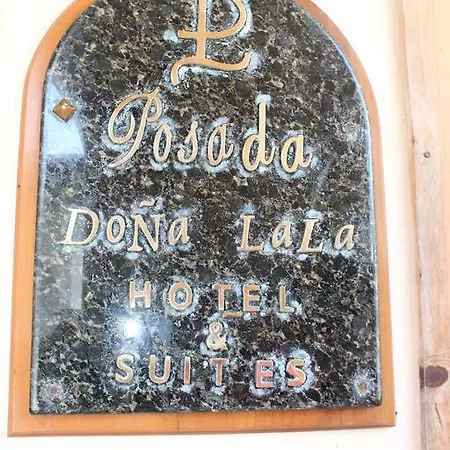 Posada
Doña Lala
HOTEL
&
SUITES